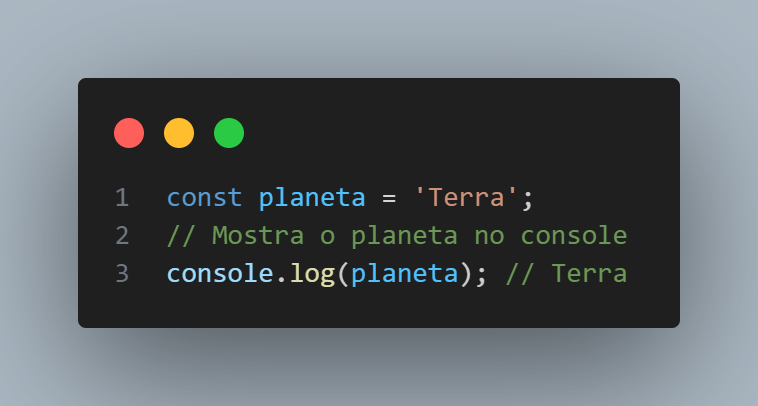 1 const planeta = 'Terra';
2 // Mostra o planeta no console
3 console.log(planeta); // Terra